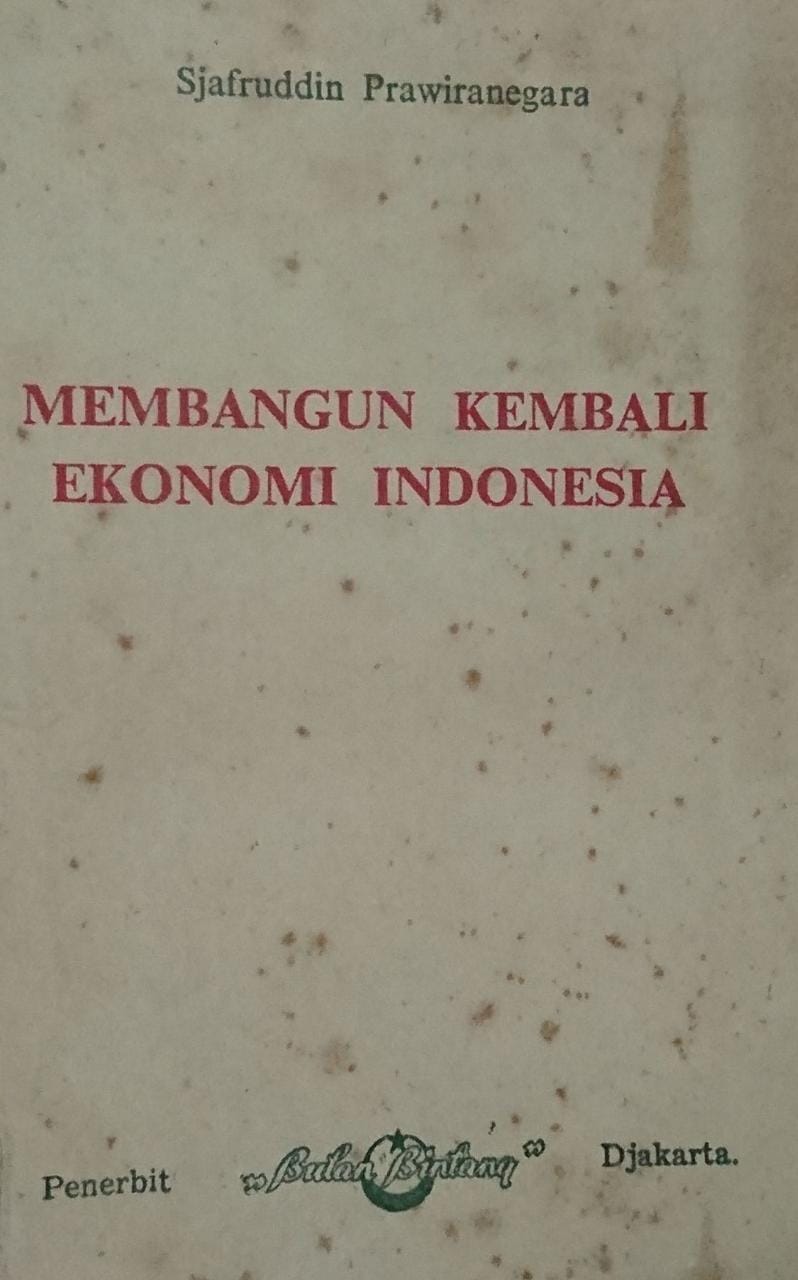 Sjafruddin Prawiranegara
MEMBANGUN KEMBALI
EKONOMI INDONESIA
Penerbit „Bulan Bintang” Djakarta.